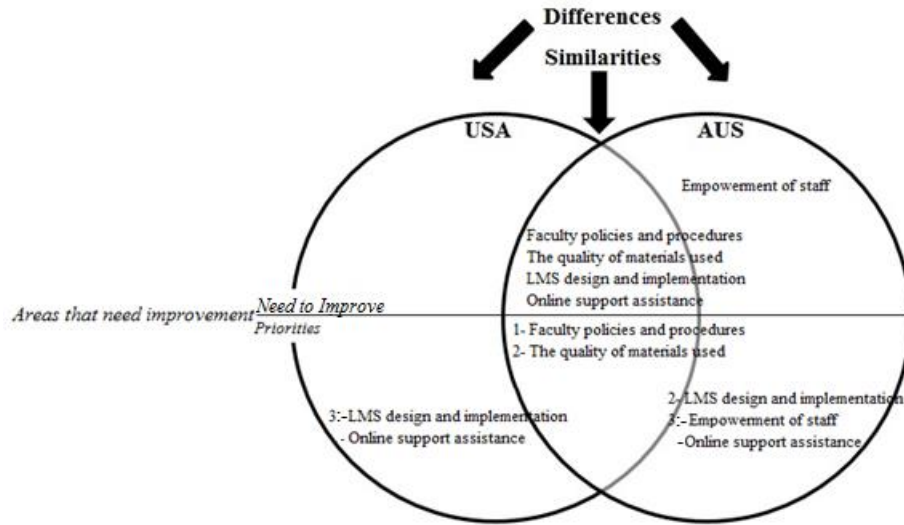 Differences
Similarities
USA
AUS
Empowerment of staff
Faculty policies and procedures
The quality of materials used
LMS design and implementation
Online support assistance
Areas that need improvement
Need to Improve
Priorities
1- Faculty policies and procedures
2- The quality of materials used
3:-LMS design and implementation
- Online support assistance
2- LMS design and implementation
3:-Empowerment of staff
-Online support assistance